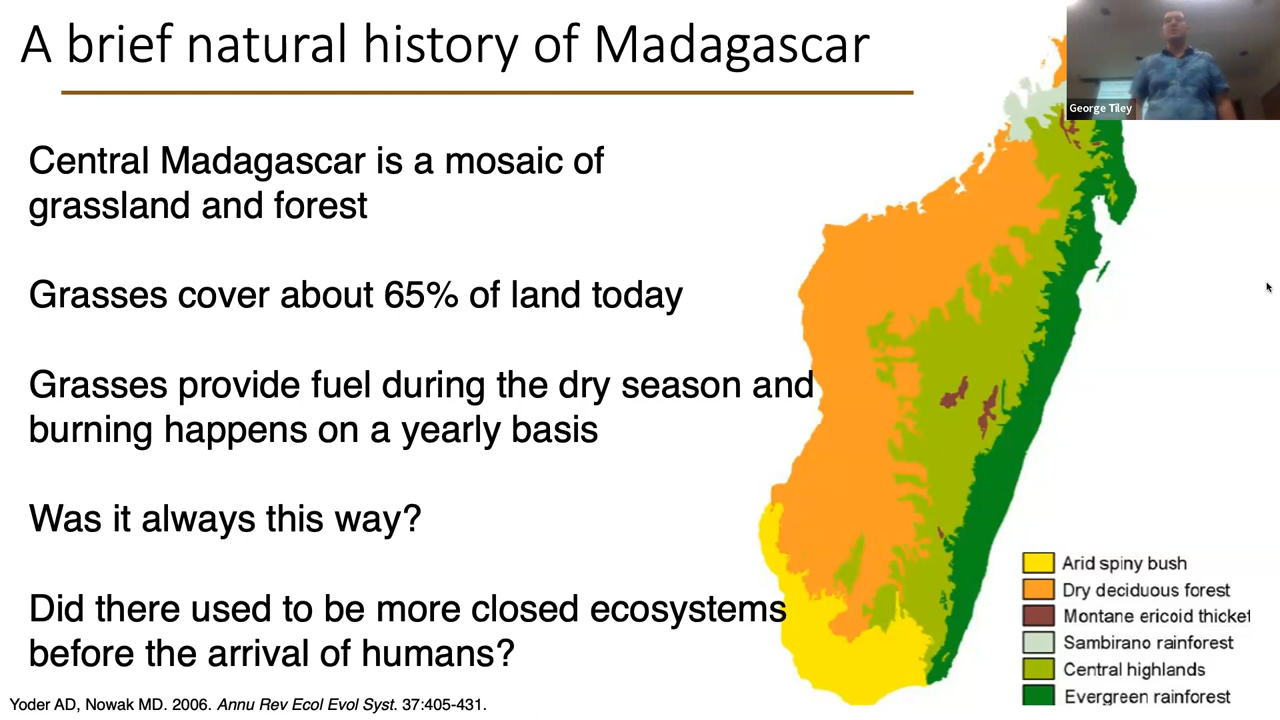 A brief natural history of Madagascar
George Tiley
Central Madagascar is a mosaic of
grassland and forest
Grasses cover about 65% of land today
Grasses provide fuel during the dry season and
burning happens on a yearly basis
Was it always this way?
Did there used to be more closed ecosystems
before the arrival of humans?
Arid spiny bush
Dry deciduous forest
Montane ericoid thicket
Sambirano rainforest
Central highlands
Evergreen rainforest
Yoder AD, Nowak MD. 2006. Annu Rev Ecol Evol Syst. 37:405-431.